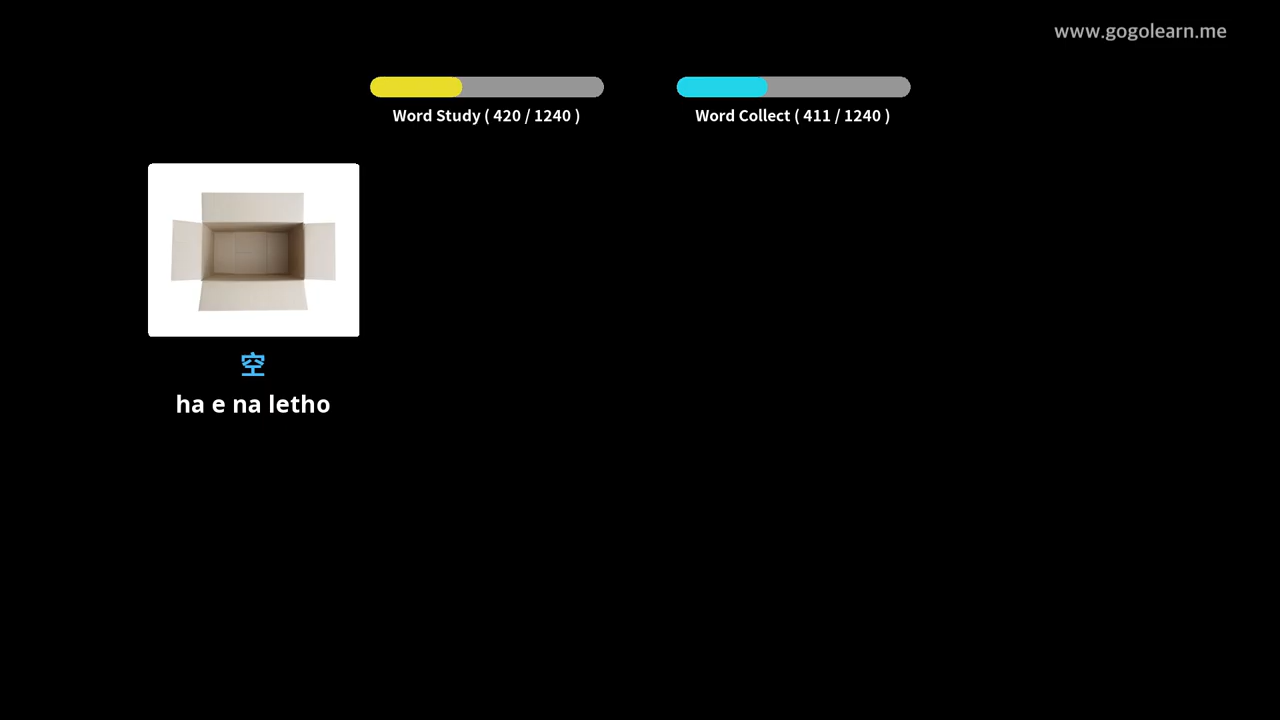 www.gogolearn.me
Word Study ( 420 / 1240 )
Word Collect ( 411 / 1240 )
空
ha e na letho